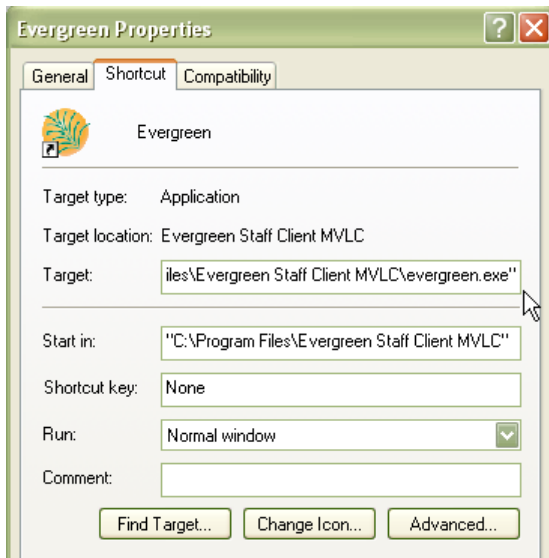 Evergreen Properties
General Shortcut Compatibility
Evergreen
Target type: Application
Target location: Evergreen Staff Client MVLC
Target: iles\Evergreen Staff Client MVLC\evergreen.exe"
Start in: "C:\Program Files\Evergreen Staff Client MVLC"
Shortcut key: None
Run: Normal window
Comment:
Find Target... Change Icon... Advanced...